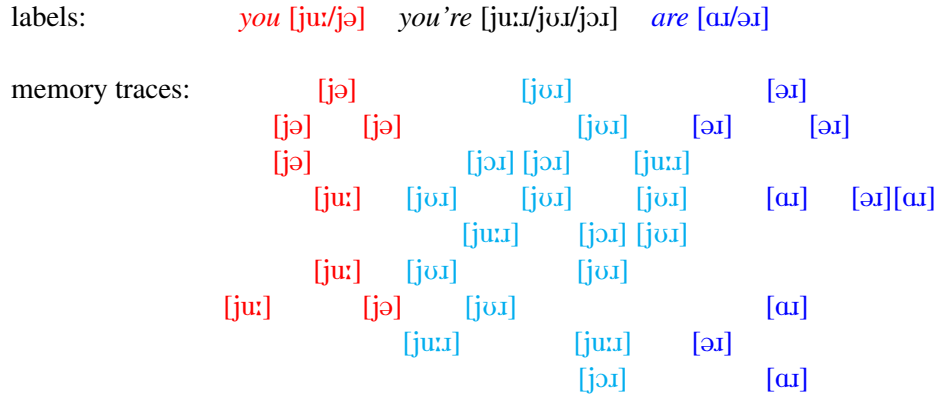 labels: you [juː/jə] you’re [juːɹ/jʊɹ/jɔɹ] are [ɑɹ/əɹ]
memory traces: [jə] [jʊɹ] [əɹ]
[jə] [jə] [jʊɹ] [əɹ] [əɹ]
[jə] [jɔɹ] [jɔɹ] [juːɹ]
[juː] [jʊɹ] [jʊɹ] [jʊɹ] [ɑɹ] [əɹ][ɑɹ]
[juːɹ] [jɔɹ] [jʊɹ]
[juː] [jʊɹ] [jʊɹ]
[juː] [jə] [jʊɹ] [ɑɹ]
[juːɹ] [juːɹ] [əɹ]
[jɔɹ] [ɑɹ]